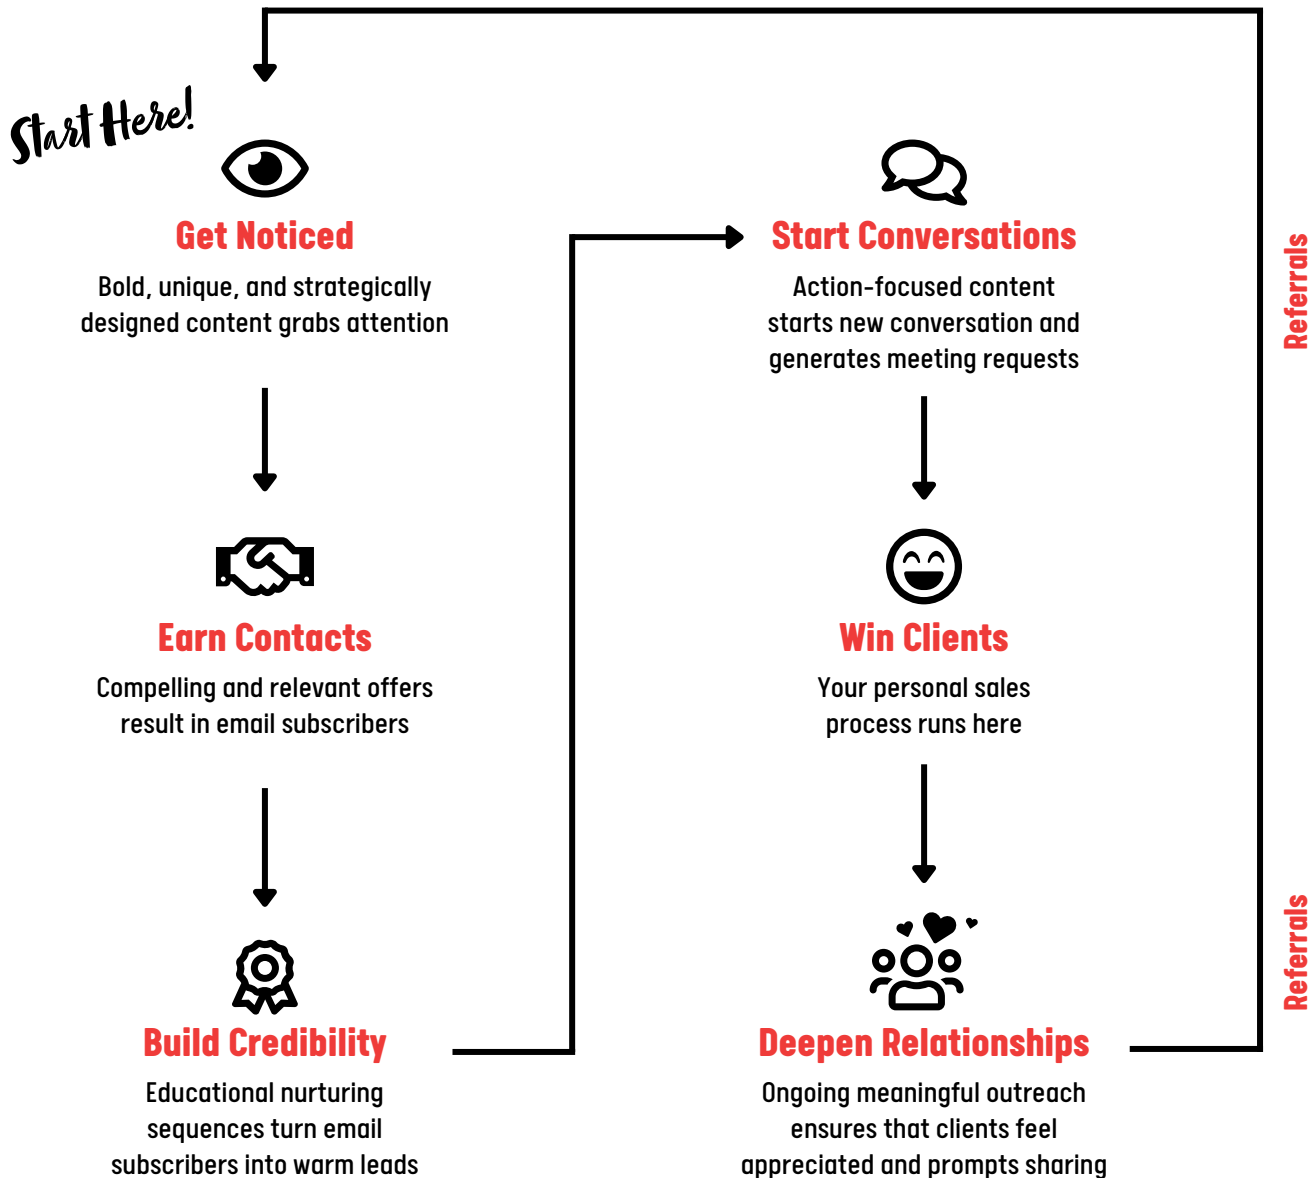 Start Here!
Get Noticed
Bold, unique, and strategically
designed content grabs attention
Earn Contacts
Compelling and relevant offers
result in email subscribers
Build Credibility
Educational nurturing
sequences turn email
subscribers into warm leads
Start Conversations
Action-focused content
starts new conversation and
generates meeting requests
Win Clients
Your personal sales
process runs here
Deepen Relationships
Ongoing meaningful outreach
ensures that clients feel
appreciated and prompts sharing
Referrals
Referrals